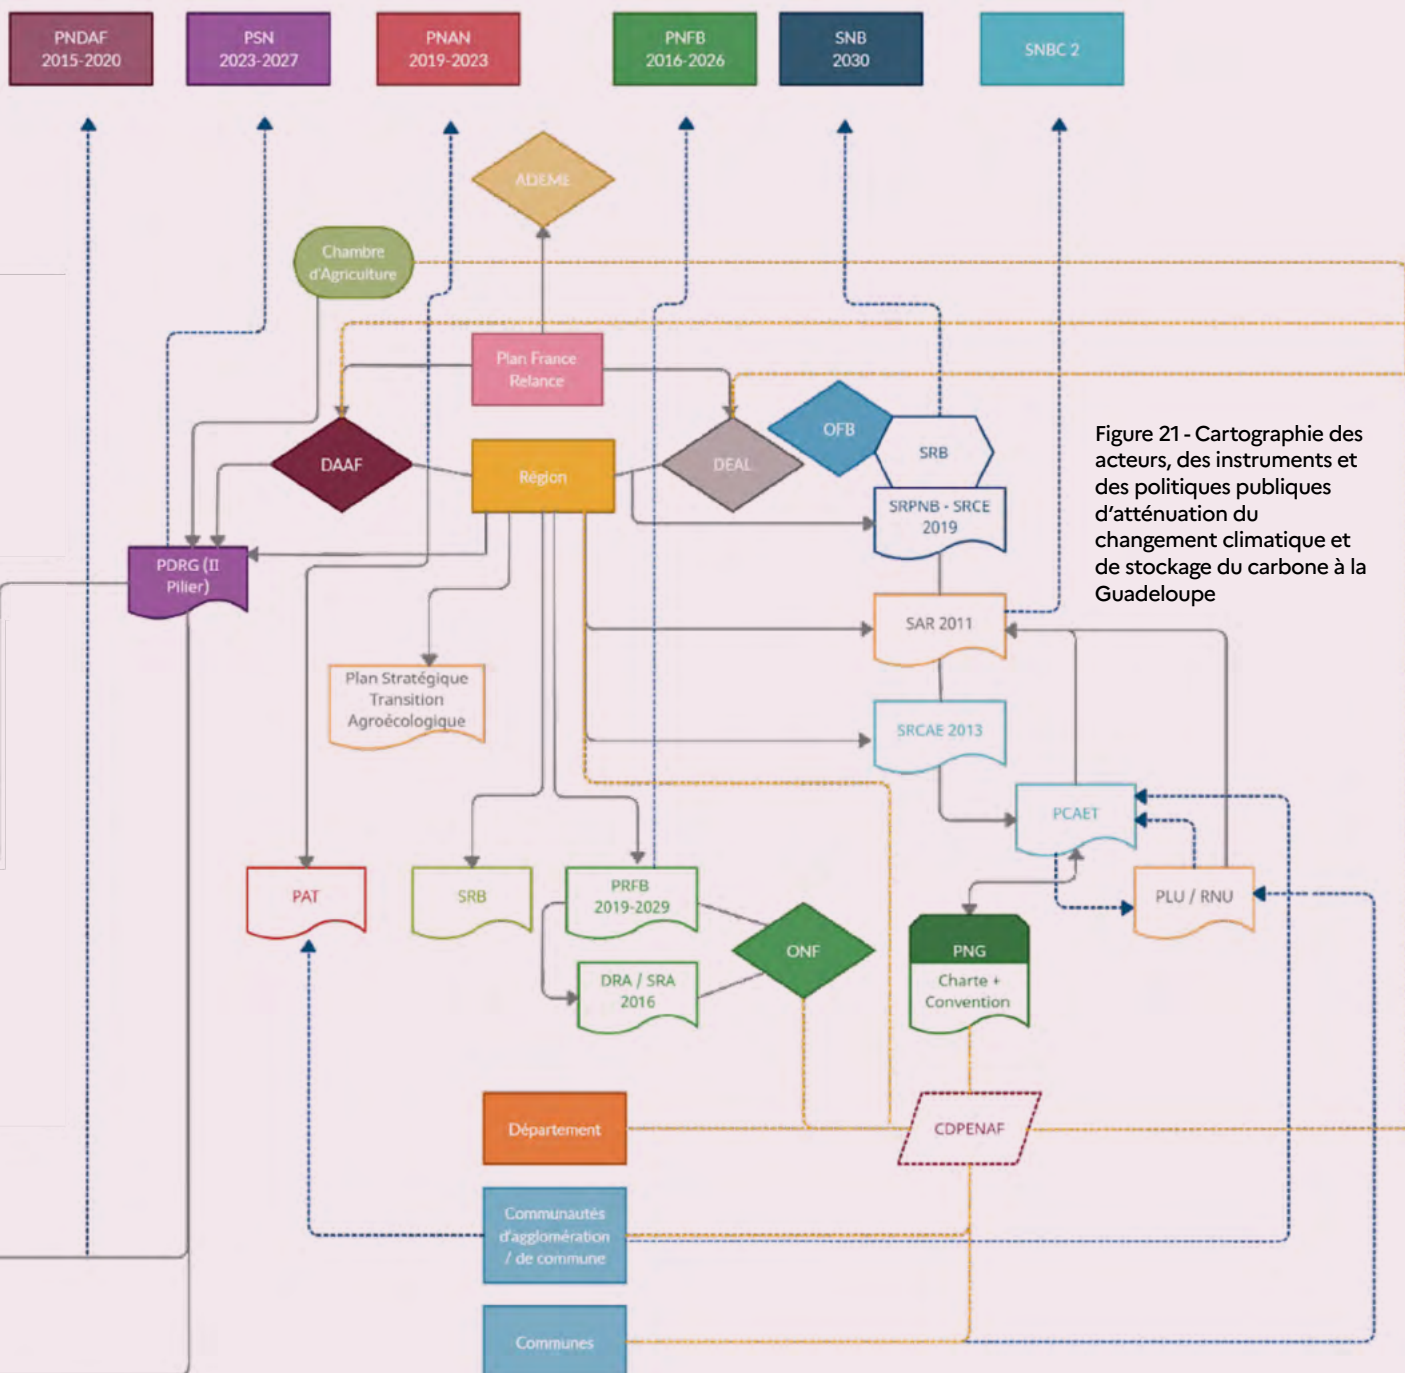 PNDAF
2015-2020
PSN
2023-2027
PNAN
2019-2023
PNFB
2016-2026
SNB
2030
SNBC 2
ADEME
Chambre
d'Agriculture
Plan France
Relance
DAAF
Région
DEAL
OFB
SRB
SRPNB - SRCE
2019
Figure 21 - Cartographie des
acteurs, des instruments et
des politiques publiques
d’atténuation du
changement climatique et
de stockage du carbone à la
Guadeloupe
PDRG (II
Pilier)
SAR 2011
Plan Stratégique
Transition
Agroécologique
SRCAE 2013
PCAET
PAT
SRB
PRFB
2019-2029
PLU / RNU
ONF
PNG
Charte +
Convention
DRA / SRA
2016
Département
CDPENAF
Communautés
d'agglomération
/ de commune
Communes